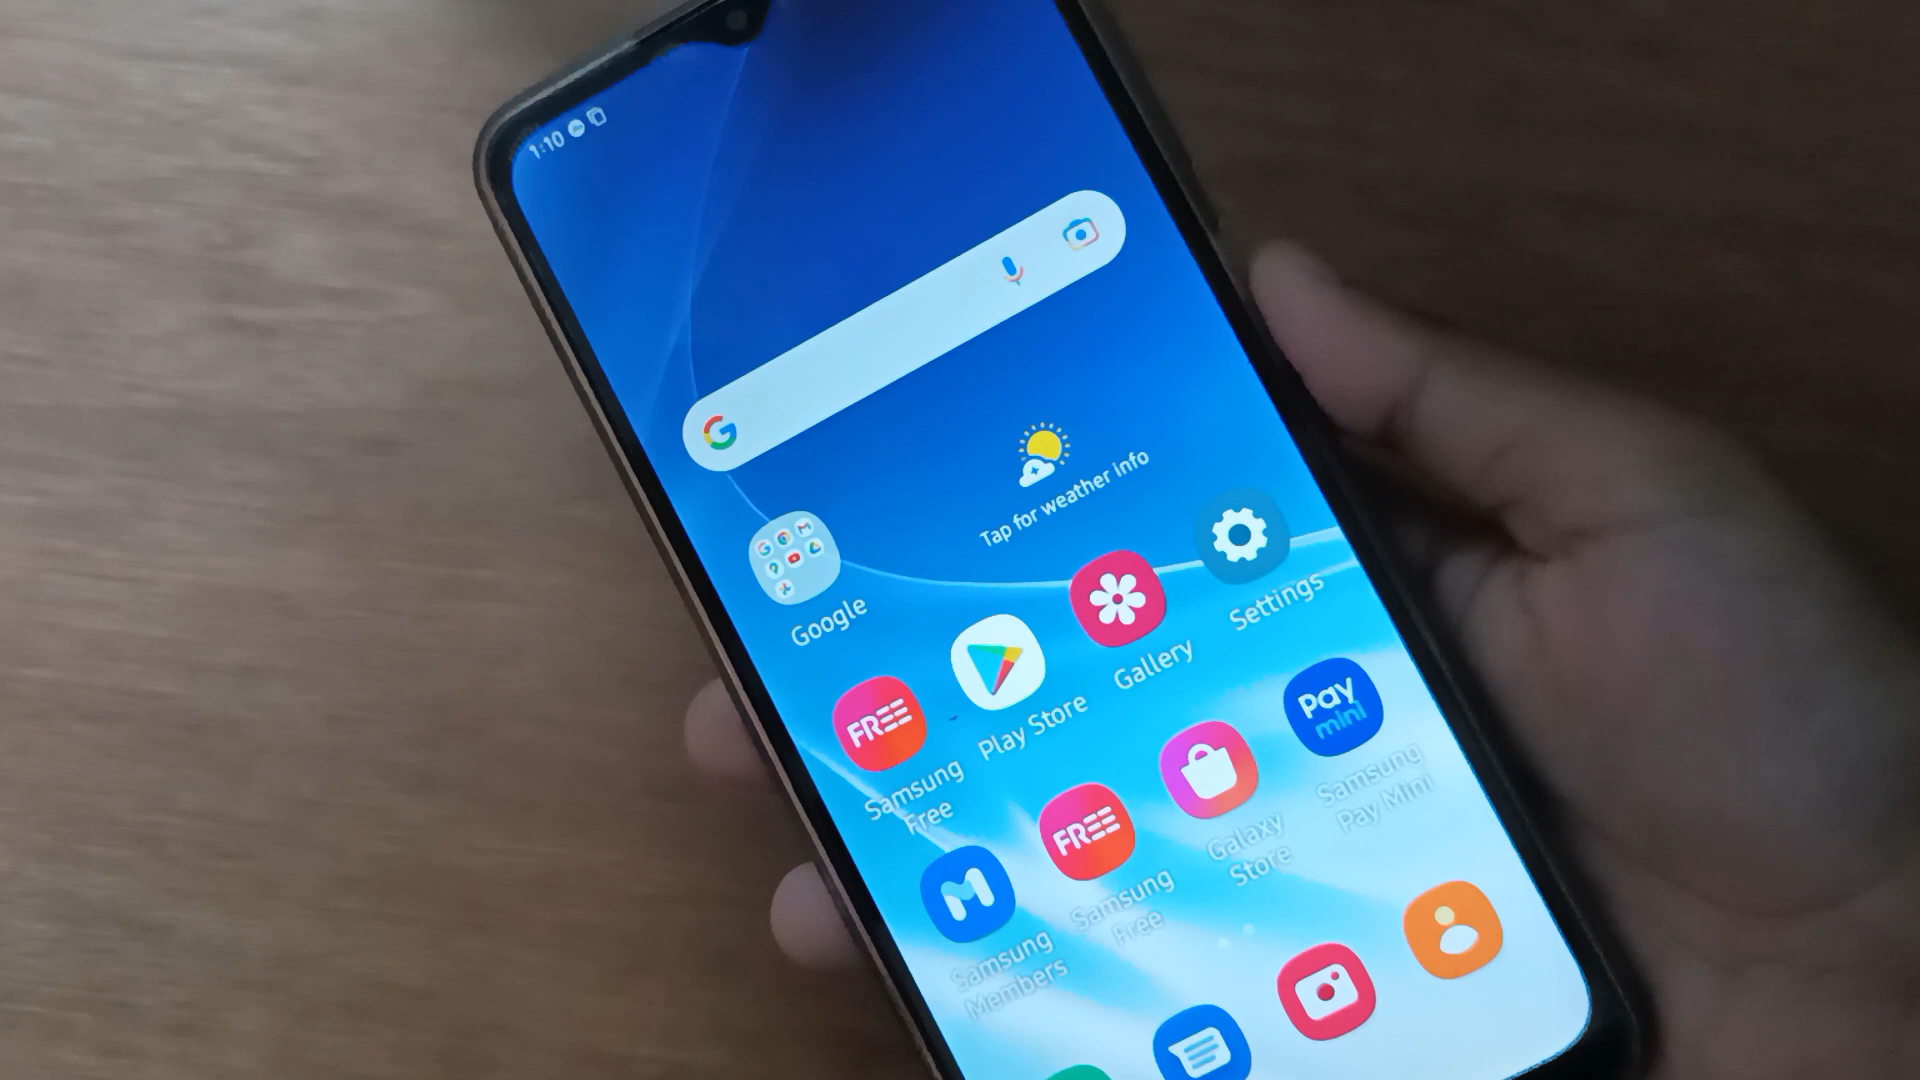 1:10
G
Tap for weather info
Google
Play Store
Gallery
Settings
FREE
Samsung
Free
FREE
Samsung
Free
Galaxy
Store
Pay
mini
Samsung
Pay Mini
Samsung
Members